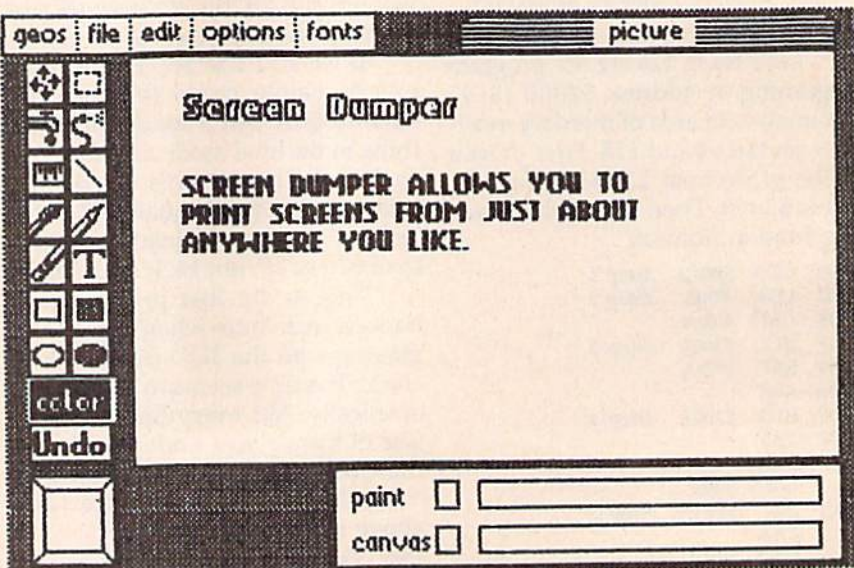 geos file edit options fonts picture
Screen Dumper
SCREEN DUMPER ALLOWS YOU TO
PRINT SCREENS FROM JUST ABOUT
ANYWHERE YOU LIKE.
T
color
Undo
paint
canvas